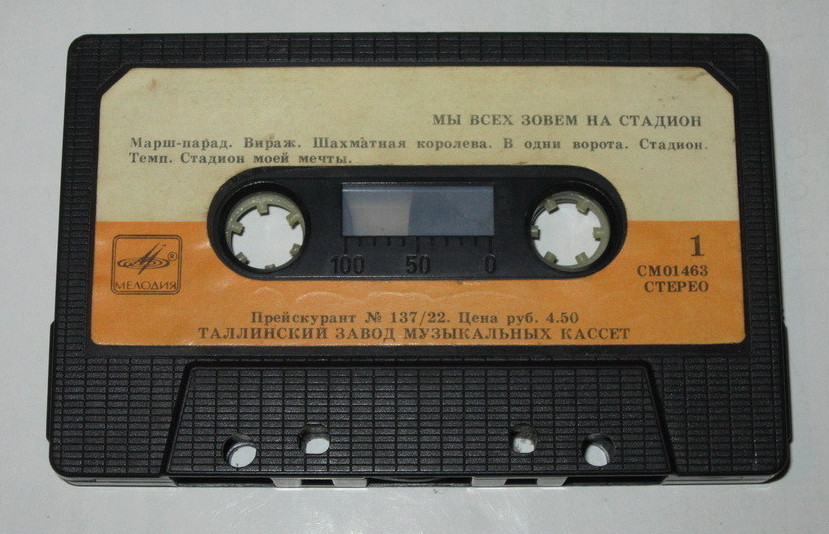 МЫ ВСЕХ ЗОВЕМ НА СТАДИОН
Марш-парад. Вираж. Шахматная королева. В одни ворота. Стадион.
Темп. Стадион моей мечты.
100 50 0
®
МЕЛОДИЯ
1
СМ01463
СТЕРЕО
Прейскурант № 137/22. Цена руб. 4.50
ТАЛЛИНСКИЙ ЗАВОД МУЗЫКАЛЬНЫХ КАССЕТ